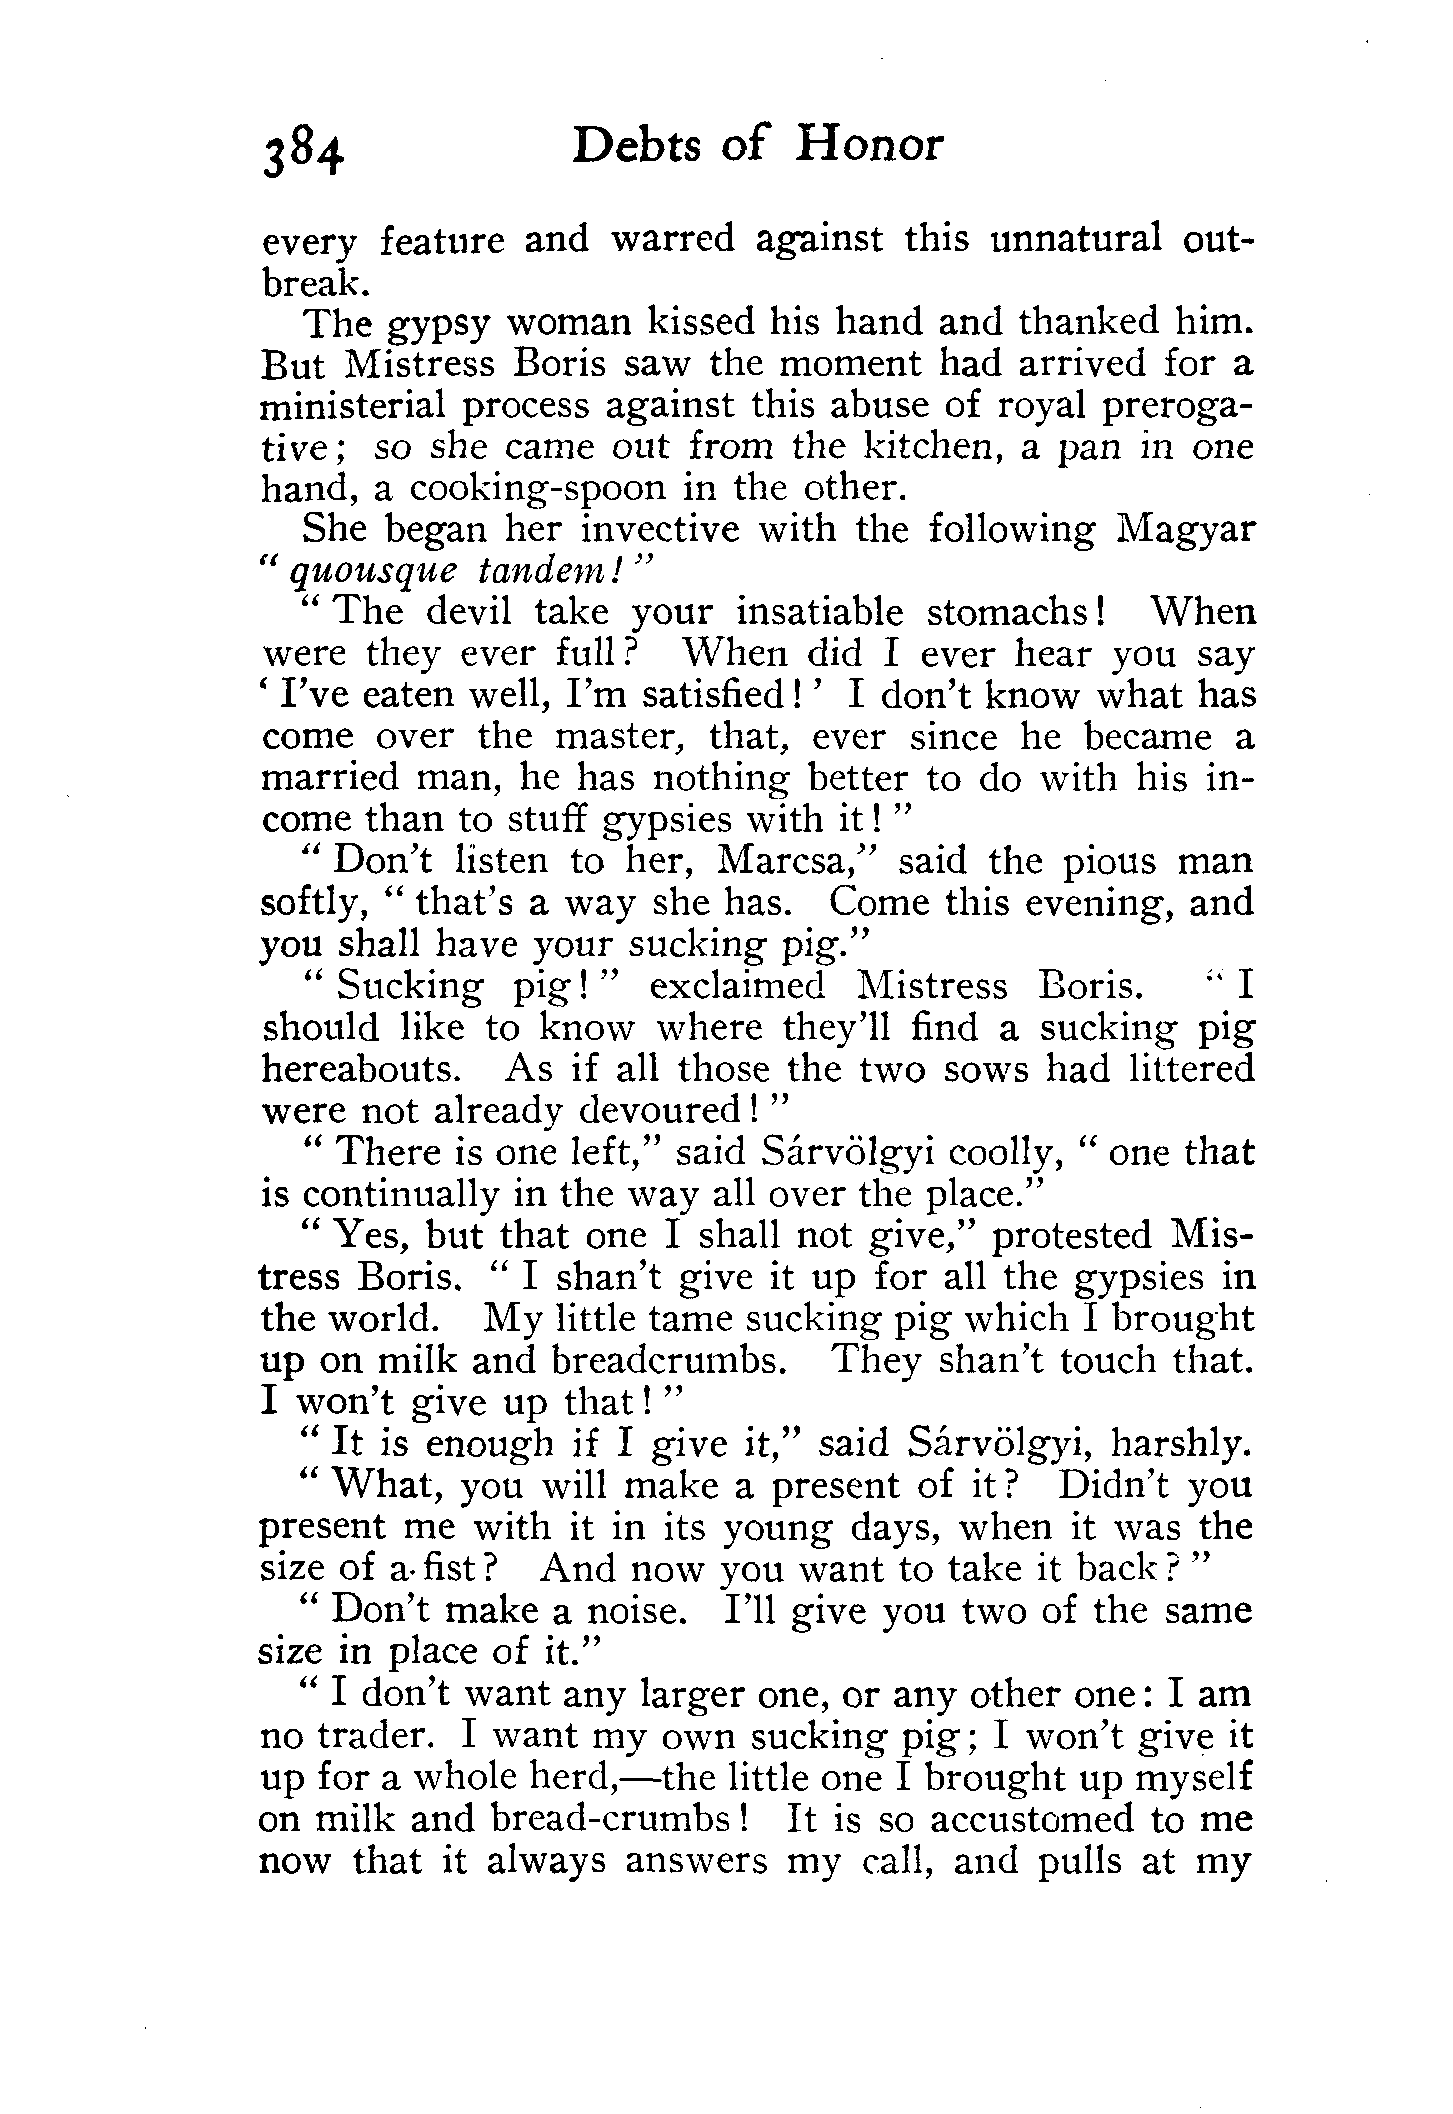 384 Debts of Honor
every feature and warred against this unnatural out-
break.
The gypsy woman kissed his hand and thanked him.
But Mistress Boris saw the moment had arrived for a
ministerial process against this abuse of royal preroga-
tive; so she came out from the kitchen, a pan in one
hand, a cooking-spoon in the other.
She began her invective with the following Magyar
" quousque tandem! "
" The devil take your insatiable stomachs! When
were they ever full? When did I ever hear you say
' I've eaten well, I'm satisfied! ' I don't know what has
come over the master, that, ever since he became a
married man, he has nothing better to do with his in-
come than to stuff gypsies with it! "
" Don't listen to her, Marcsa," said the pious man
softly, " that's a way she has. Come this evening, and
you shall have your sucking pig."
" Sucking pig! " exclaimed Mistress Boris. " I
should like to know where they'll find a sucking pig
hereabouts. As if all those the two sows had littered
were not already devoured! "
" There is one left," said Sárvölgyi coolly, " one that
is continually in the way all over the place."
" Yes, but that one I shall not give," protested Mis-
tress Boris. " I shan't give it up for all the gypsies in
the world. My little tame sucking pig which I brought
up on milk and breadcrumbs. They shan't touch that.
I won't give up that! "
" It is enough if I give it," said Sárvölgyi, harshly.
" What, you will make a present of it? Didn't you
present me with it in its young days, when it was the
size of a fist? And now you want to take it back? "
" Don't make a noise. I'll give you two of the same
size in place of it."
" I don't want any larger one, or any other one: I am
no trader. I want my own sucking pig; I won't give it
up for a whole herd,—the little one I brought up myself
on milk and bread-crumbs! It is so accustomed to me
now that it always answers my call, and pulls at my